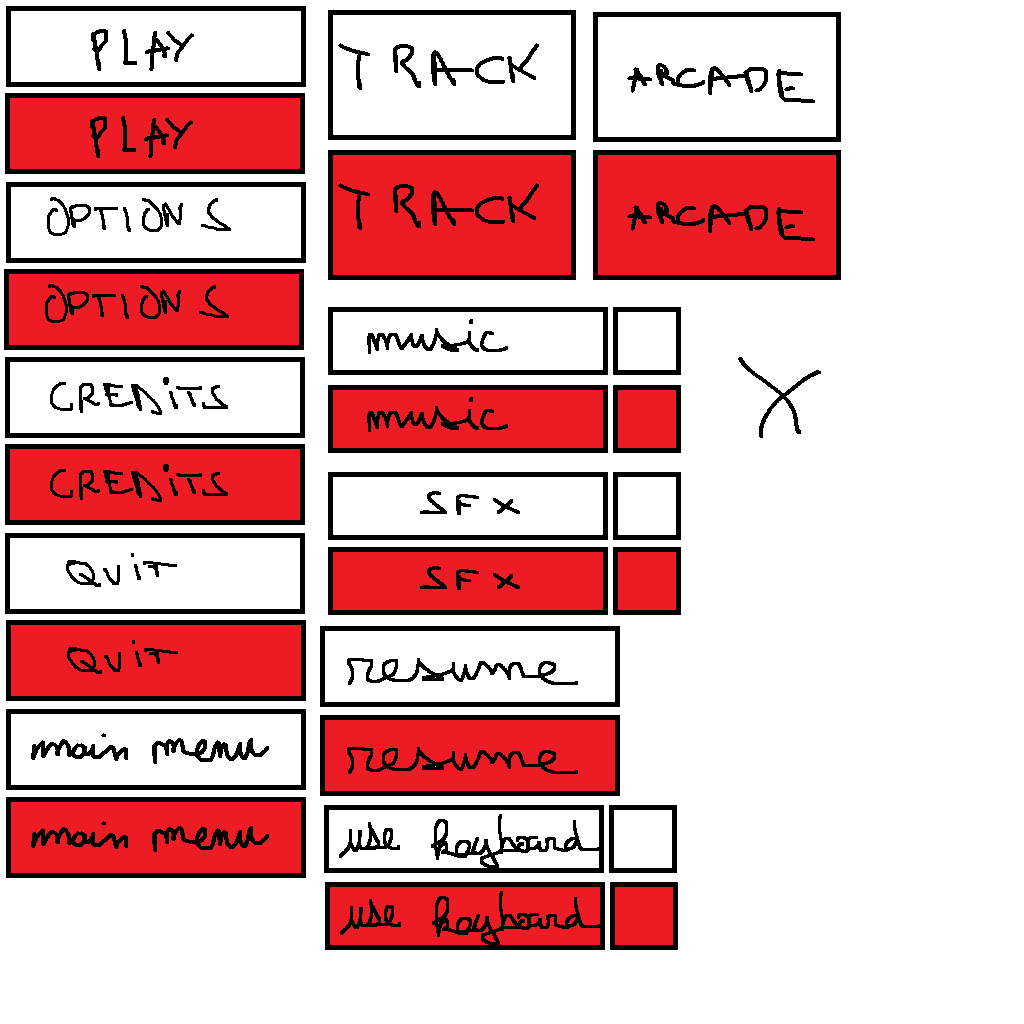 PLAY
PLAY
OPTIONS
OPTIONS
CREDiTS
CREDiTS
QUiT
QUiT
main menu
main menu
TRACK
ARCADE
TRACK
ARCADE
music
music
SFX
SFX
resume
resume
use keyboard
use keyboard
X